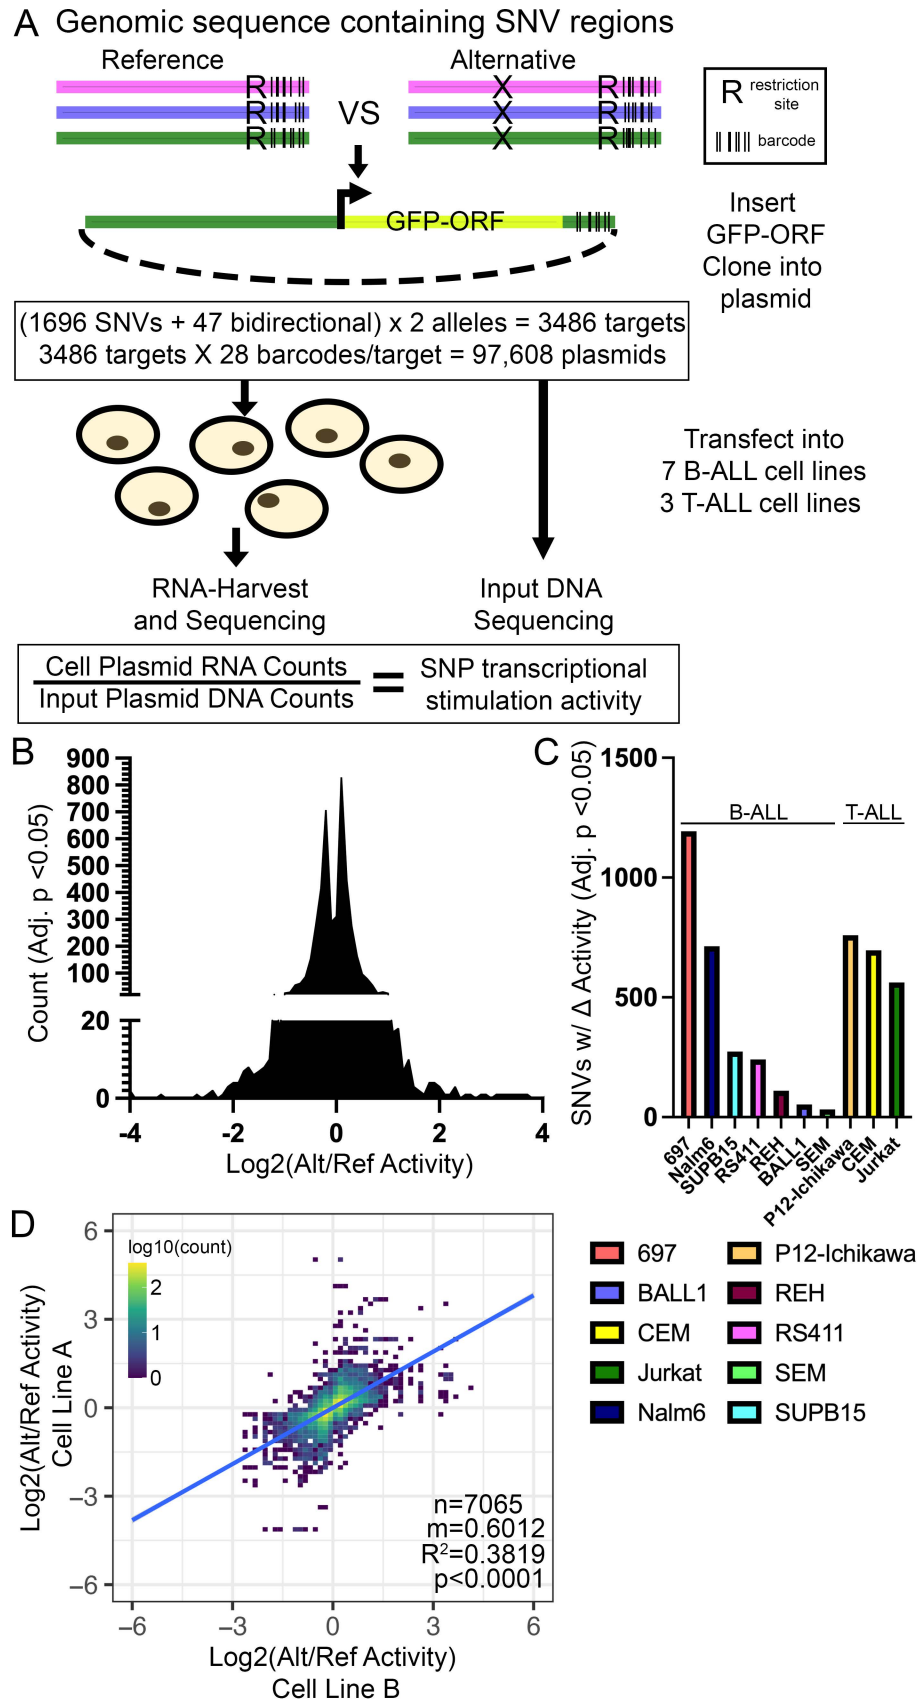 A Genomic sequence containing SNV regions
Reference
Alternative
R
R
R
VS
X
X
X
R
R
R
R restriction site
barcode
GFP-ORF
Insert
GFP-ORF
Clone into
plasmid
(1696 SNVs + 47 bidirectional) x 2 alleles = 3486 targets
3486 targets X 28 barcodes/target = 97,608 plasmids
Transfect into
7 B-ALL cell lines
3 T-ALL cell lines
RNA-Harvest
and Sequencing
Input DNA
Sequencing
Cell Plasmid RNA Counts
Input Plasmid DNA Counts
=
SNP transcriptional
stimulation activity
B
Count (Adj. p <0.05)
900
800
700
600
500
400
300
200
100
20
0
-4 -2 0 2 4
Log2(Alt/Ref Activity)
C
SNVs w/ Δ Activity (Adj. p <0.05)
1500
1000
500
0
B-ALL
T-ALL
697
Nalm6
SUPB15
RS411
REH
BALL1
SEM
P12-Ichikawa
CEM
Jurkat
D
Log2(Alt/Ref Activity)
Cell Line A
6
3
0
−3
−6
log10(count)
2
1
0
n=7065
m=0.6012
R²=0.3819
p<0.0001
−6 −3 0 3 6
Log2(Alt/Ref Activity)
Cell Line B
697
BALL1
CEM
Jurkat
Nalm6
P12-Ichikawa
REH
RS411
SEM
SUPB15